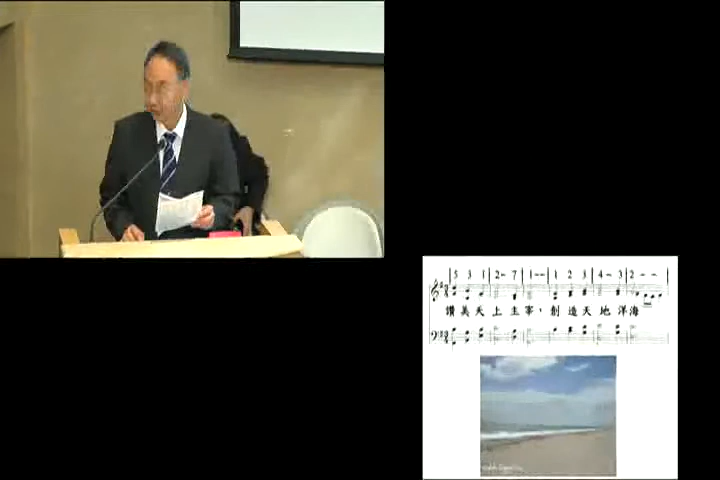 5 3 1 | 2- 7 | 1-- | 1 2 3 | 4- 3 | 2 - -
讚美天上主宰，創造天地洋海